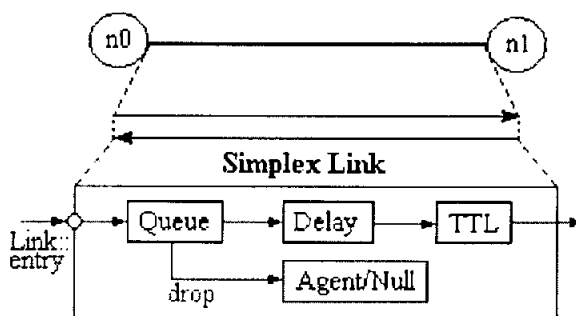 n0 n1
Simplex Link
Queue Delay TTL
Link::
entry
drop
Agent/Null